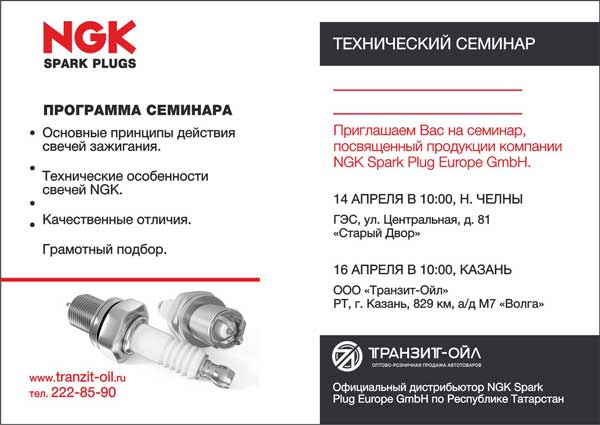 NGK
SPARK PLUGS
ПРОГРАММА СЕМИНАРА
• Основные принципы действия
свечей зажигания.
• Технические особенности
свечей NGK.
•
• Качественные отличия.
Грамотный подбор.
www.tranzit-oil.ru
тел. 222-85-90
ТЕХНИЧЕСКИЙ СЕМИНАР
Приглашаем Вас на семинар,
посвященный продукции компании
NGK Spark Plug Europe GmbH.
14 АПРЕЛЯ В 10:00, Н. ЧЕЛНЫ
ГЭС, ул. Центральная, д. 81
«Старый Двор»
16 АПРЕЛЯ В 10:00, КАЗАНЬ
ООО «Транзит-Ойл»
РТ, г. Казань, 829 км, а/д М7 «Волга»
ТРАНЗИТ-ОЙЛ
ОПТОВО-РОЗНИЧНАЯ ПРОДАЖА АВТОТОВАРОВ
Официальный дистрибьютор NGK Spark
Plug Europe GmbH по Республике Татарстан